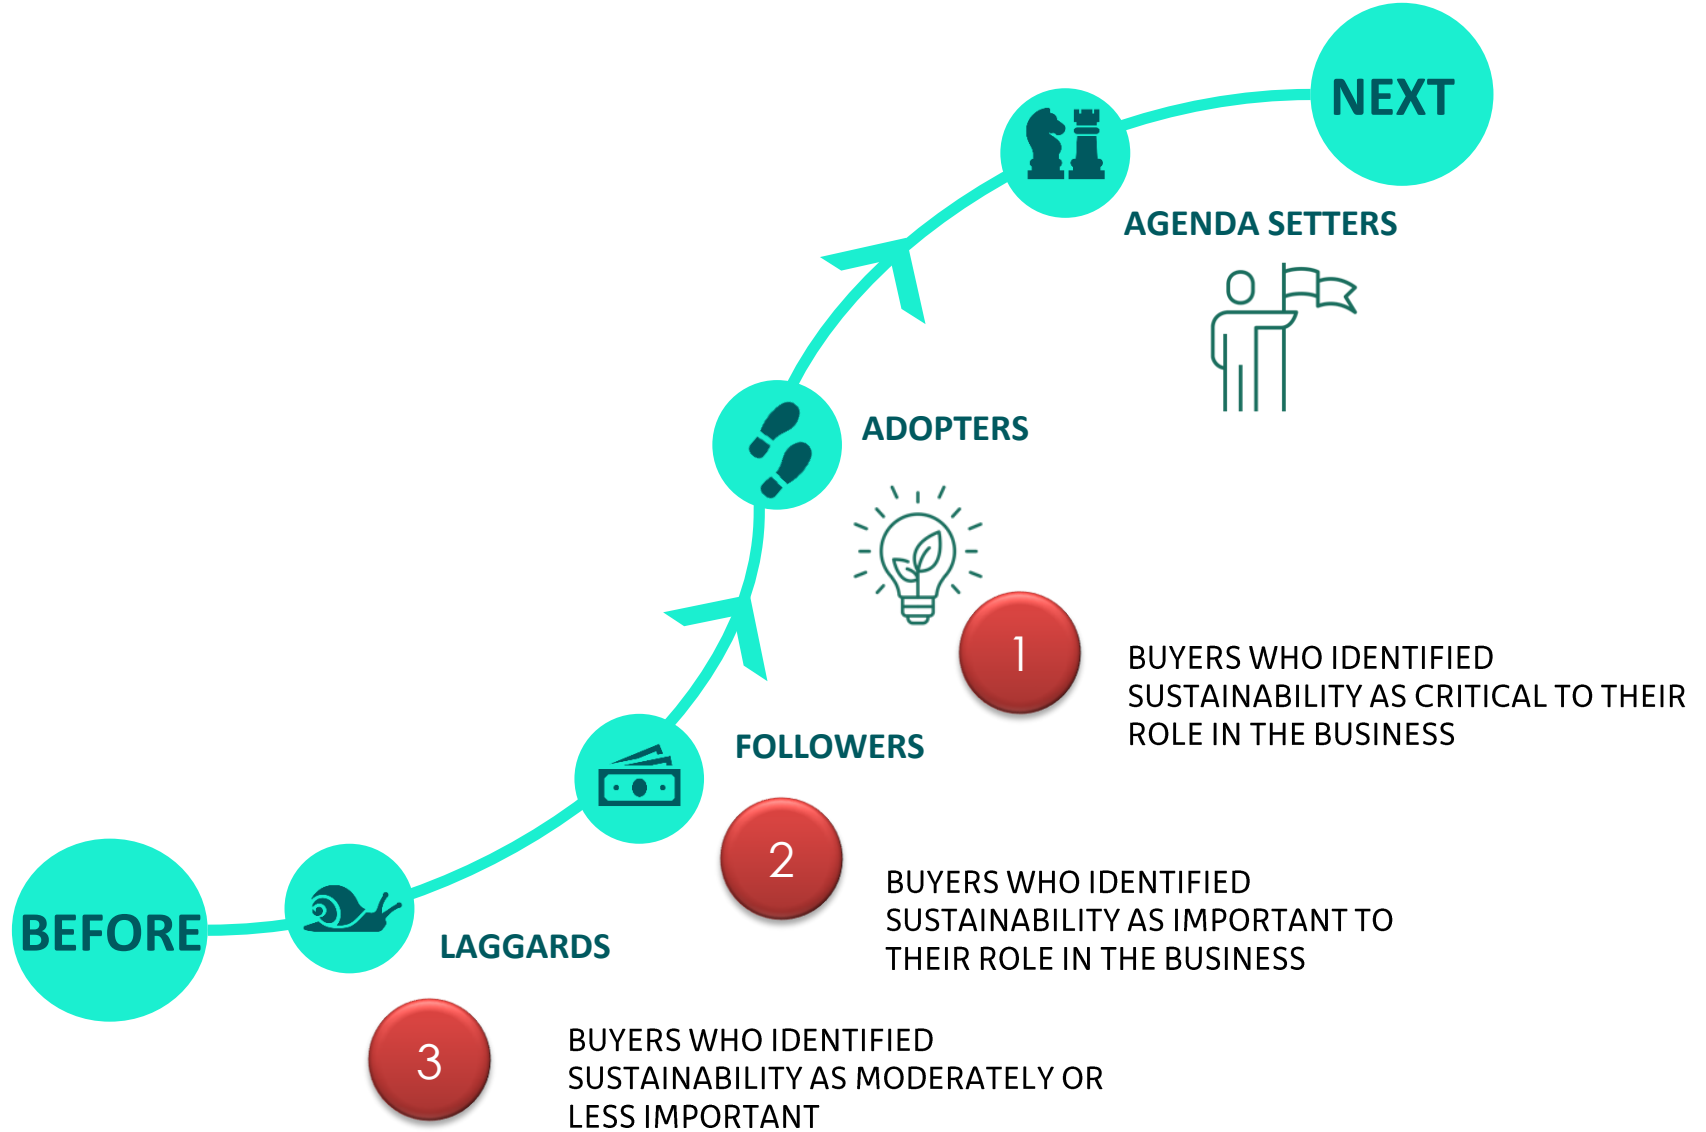 NEXT
AGENDA SETTERS
ADOPTERS
1
BUYERS WHO IDENTIFIED
SUSTAINABILITY AS CRITICAL TO THEIR
ROLE IN THE BUSINESS
FOLLOWERS
2
BUYERS WHO IDENTIFIED
SUSTAINABILITY AS IMPORTANT TO
THEIR ROLE IN THE BUSINESS
BEFORE
LAGGARDS
3
BUYERS WHO IDENTIFIED
SUSTAINABILITY AS MODERATELY OR
LESS IMPORTANT